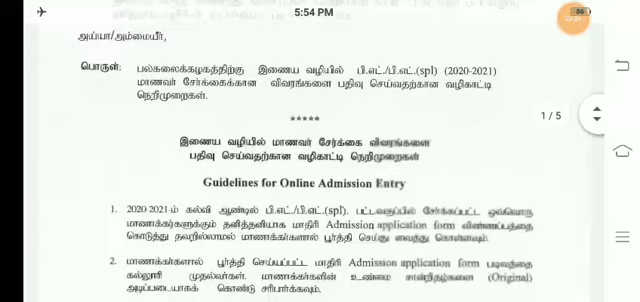 5:54 PM
86
அய்யா/அம்மையீர்,
பொருள்: பல்கலைக்கழகத்திற்கு இணைய வழியில் பி.எட்./பி.எட்.(spl) (2020-2021)
மாணவர் சேர்க்கைக்கான விவரங்களை பதிவு செய்வதற்கான வழிகாட்டி
நெறிமுறைகள்.
*****
1 / 5
இணைய வழியில் மாணவர் சேர்க்கை விவரங்களை
பதிவு செய்வதற்கான வழிகாட்டி நெறிமுறைகள்
Guidelines for Online Admission Entry
1. 2020-2021-ம் கல்வி ஆண்டில் பி.எட்./பி.எட்.(spl). பட்டவகுப்பில் சேர்க்கப்பட்ட ஒவ்வொரு
மாணாக்கர்களுக்கும் தனித்தனியாக மாதிரி Admission application form விண்ணப்பத்தை
கொடுத்து தவறில்லாமல் மாணாக்கர்களால் பூர்த்தி செய்து வைத்து கொள்ளவும்.
2. மாணாக்கர்களால் பூர்த்தி செய்யப்பட்ட மாதிரி Admission application form படிவத்தை
கல்லூரி முதல்வர்கள். மாணாக்கர்களின் உண்மை சான்றிதழ்களை (Original)
அடிப்படையாகக் கொண்டு சரிபார்க்கவும்.